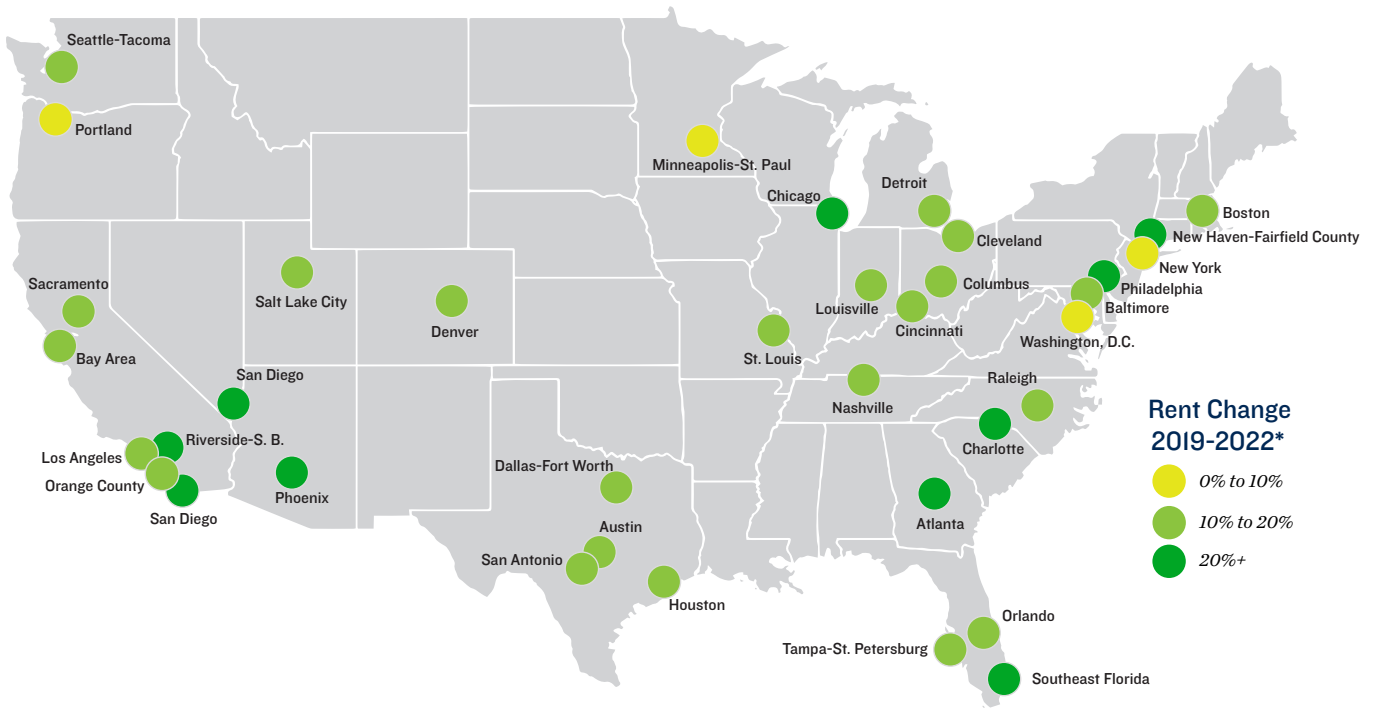 Seattle-Tacoma
Portland
Minneapolis-St. Paul
Chicago
Detroit
Cleveland
Boston
New Haven-Fairfield County
New York
Philadelphia
Baltimore
Washington, D.C.
Columbus
Louisville
Cincinnati
Sacramento
Bay Area
Salt Lake City
Denver
St. Louis
Nashville
Raleigh
Charlotte
Atlanta
San Diego
Riverside-S. B.
Los Angeles
Orange County
San Diego
Phoenix
Dallas-Fort Worth
Austin
San Antonio
Houston
Orlando
Tampa-St. Petersburg
Southeast Florida
Rent Change
2019-2022*
0% to 10%
10% to 20%
20%+